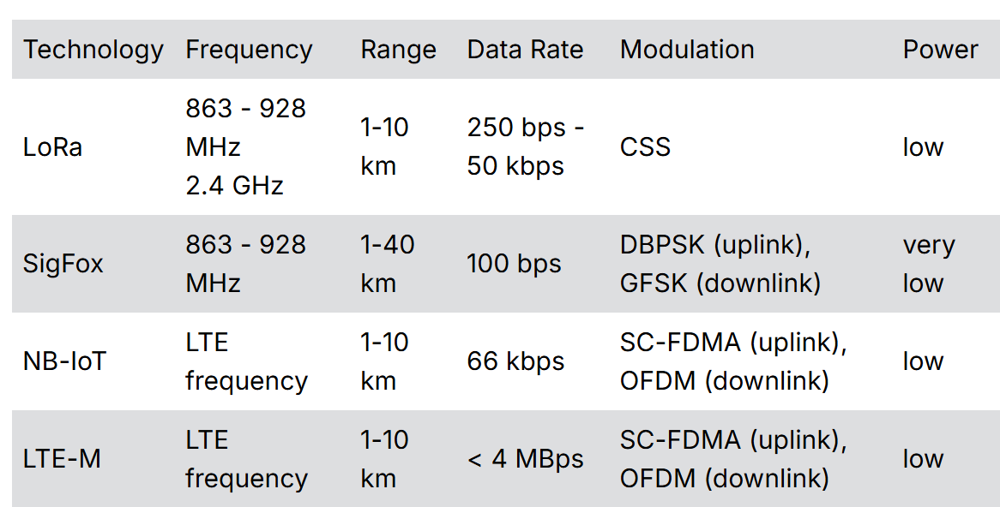 Technology Frequency Range Data Rate Modulation Power
LoRa
863 - 928
MHz
2.4 GHz
1-10
km
250 bps -
50 kbps
CSS
low
SigFox
863 - 928
MHz
1-40
km
100 bps
DBPSK (uplink),
GFSK (downlink)
very
low
NB-IoT
LTE
frequency
1-10
km
66 kbps
SC-FDMA (uplink),
OFDM (downlink)
low
LTE-M
LTE
frequency
1-10
km
< 4 MBps
SC-FDMA (uplink),
OFDM (downlink)
low